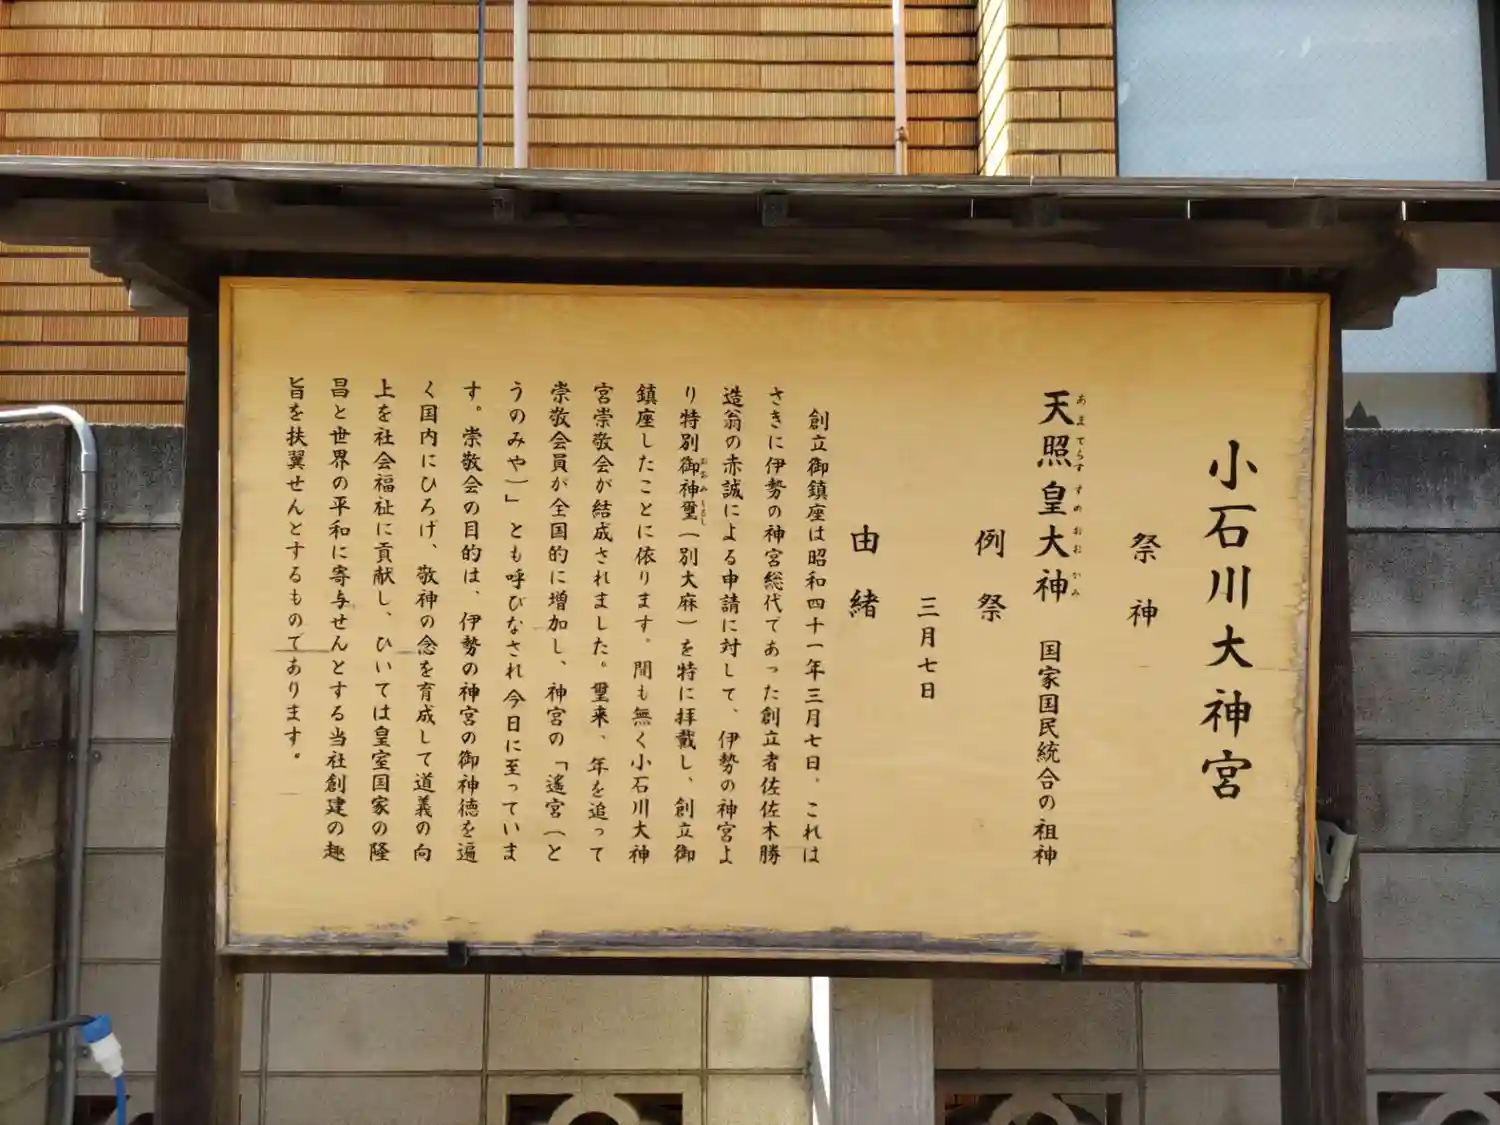 小石川大神宮
祭神
天照皇大神 国家国民統合の祖神
あまてらすすめおおかみ
例祭
三月七日
由緒
創立御鎮座は昭和四十一年三月七日。これは
さきに伊勢の神宮総代であった創立者佐佐木勝
造翁の赤誠による申請に対して、伊勢の神宮よ
り特別御神璽(別大麻)を特に拝戴し、創立御
鎮座したことに依ります。間も無く小石川大神
宮崇敬会が結成されました。璽来、年を追って
崇敬会員が全国的に増加し、神宮の「遙宮(と
うのみや)」とも呼びなされ今日に至っていま
す。崇敬会の目的は、伊勢の神宮の御神徳を遍
く国内にひろげ、敬神の念を育成して道義の向
上を社会福祉に貢献し、ひいては皇室国家の隆
昌と世界の平和に寄与せんとする当社創建の趣
旨を扶翼せんとするものであります。